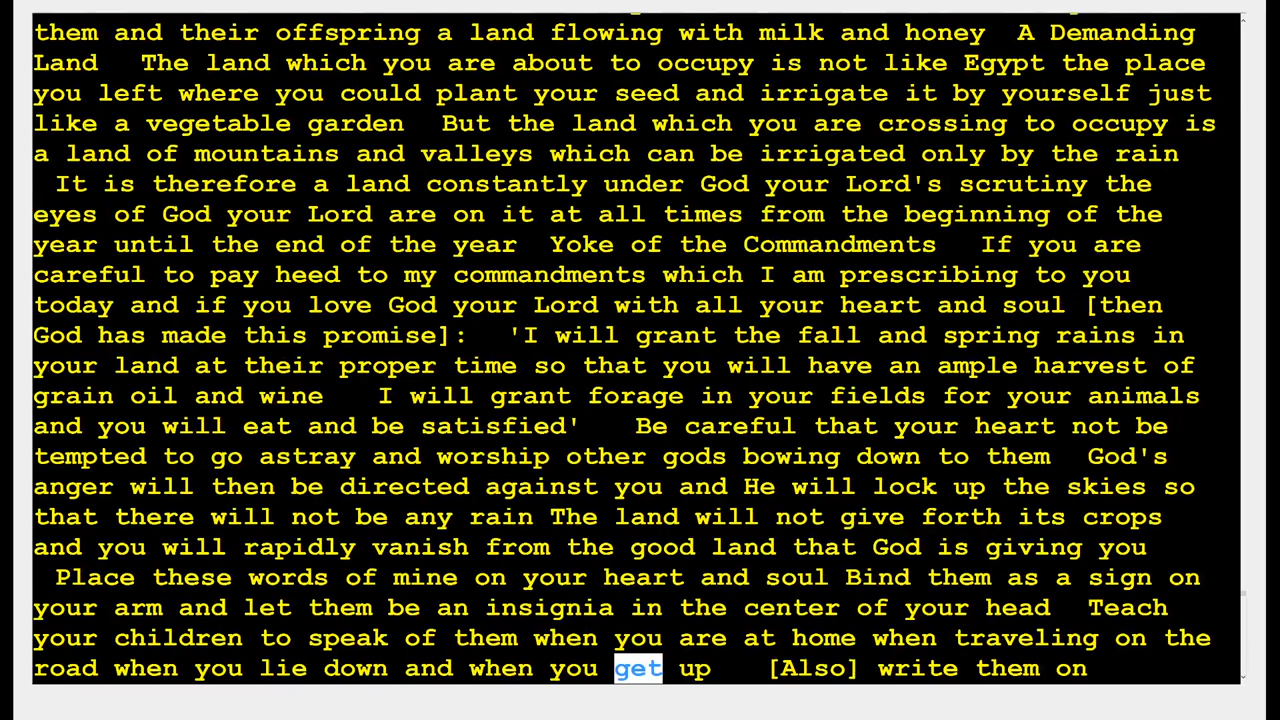 them and their offspring a land flowing with milk and honey  A Demanding
Land   The land which you are about to occupy is not like Egypt the place
you left where you could plant your seed and irrigate it by yourself just
like a vegetable garden   But the land which you are crossing to occupy is
a land of mountains and valleys which can be irrigated only by the rain
It is therefore a land constantly under God your Lord's scrutiny the
eyes of God your Lord are on it at all times from the beginning of the
year until the end of the year   Yoke of the Commandments   If you are
careful to pay heed to my commandments which I am prescribing to you
today and if you love God your Lord with all your heart and soul [then
God has made this promise]:   'I will grant the fall and spring rains in
your land at their proper time so that you will have an ample harvest of
grain oil and wine    I will grant forage in your fields for your animals
and you will eat and be satisfied'    Be careful that your heart not be
tempted to go astray and worship other gods bowing down to them   God's
anger will then be directed against you and He will lock up the skies so
that there will not be any rain The land will not give forth its crops
and you will rapidly vanish from the good land that God is giving you
Place these words of mine on your heart and soul Bind them as a sign on
your arm and let them be an insignia in the center of your head   Teach
your children to speak of them when you are at home when traveling on the
road when you lie down and when you get up    [Also] write them on